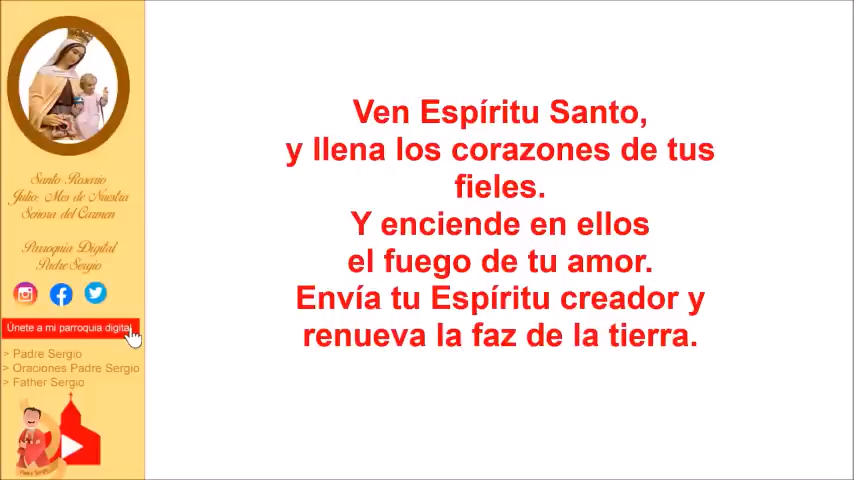 Santo Rosario
Julio: Mes de Nuestra
Señora del Carmen
Parroquia Digital
Padre Sergio
Únete a mi parroquia digital
> Padre Sergio
> Oraciones Padre Sergio
> Father Sergio
Padre Sergio
Ven Espíritu Santo,
y llena los corazones de tus
fieles.
Y enciende en ellos
el fuego de tu amor.
Envía tu Espíritu creador y
renueva la faz de la tierra.